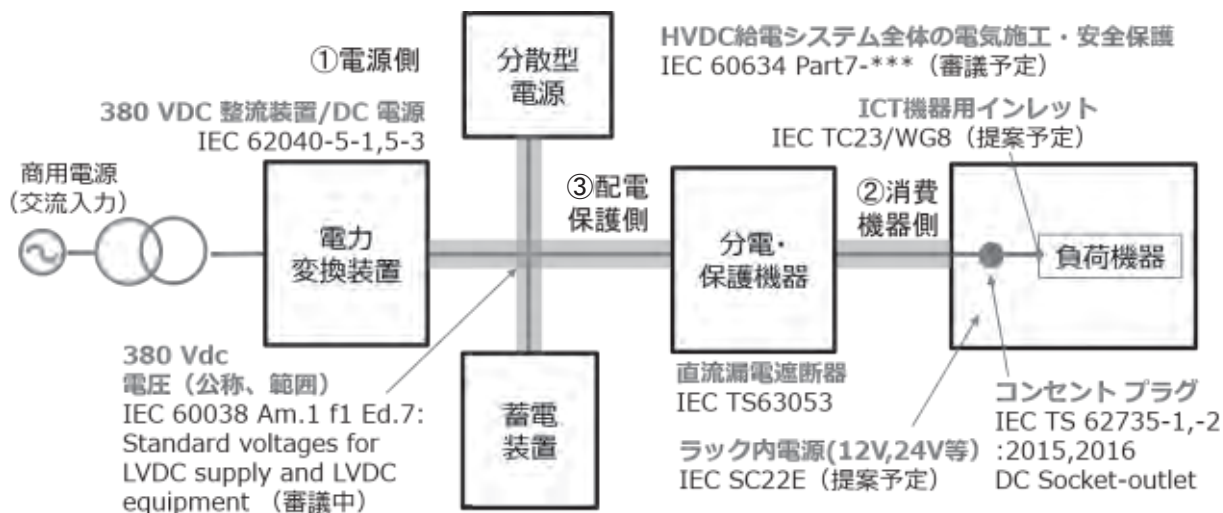 ①電源側
分散型
電源
HVDC給電システム全体の電気施工・安全保護
IEC 60634 Part7-***（審議予定）
380 VDC 整流装置/DC 電源
IEC 62040-5-1,5-3
ICT機器用インレット
IEC TC23/WG8（提案予定）
商用電源
（交流入力）
電力
変換装置
③配電
保護側
分電・
保護機器
②消費
機器側
負荷機器
380 Vdc
電圧（公称、範囲）
IEC 60038 Am.1 f1 Ed.7:
Standard voltages for
LVDC supply and LVDC
equipment （審議中）
蓄電
装置
直流漏電遮断器
IEC TS63053
ラック内電源(12V,24V等）
IEC SC22E（提案予定）
コンセント プラグ
IEC TS 62735-1,-2
:2015,2016
DC Socket-outlet